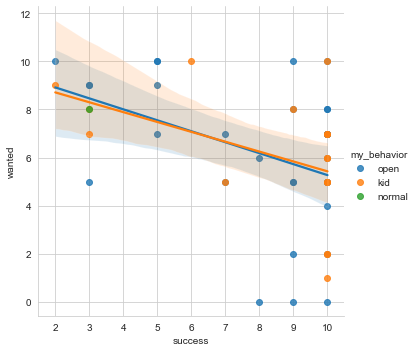 12
10
8
6
4
2
0
wanted
2 3 4 5 6 7 8 9 10
success
my_behavior
open
kid
normal